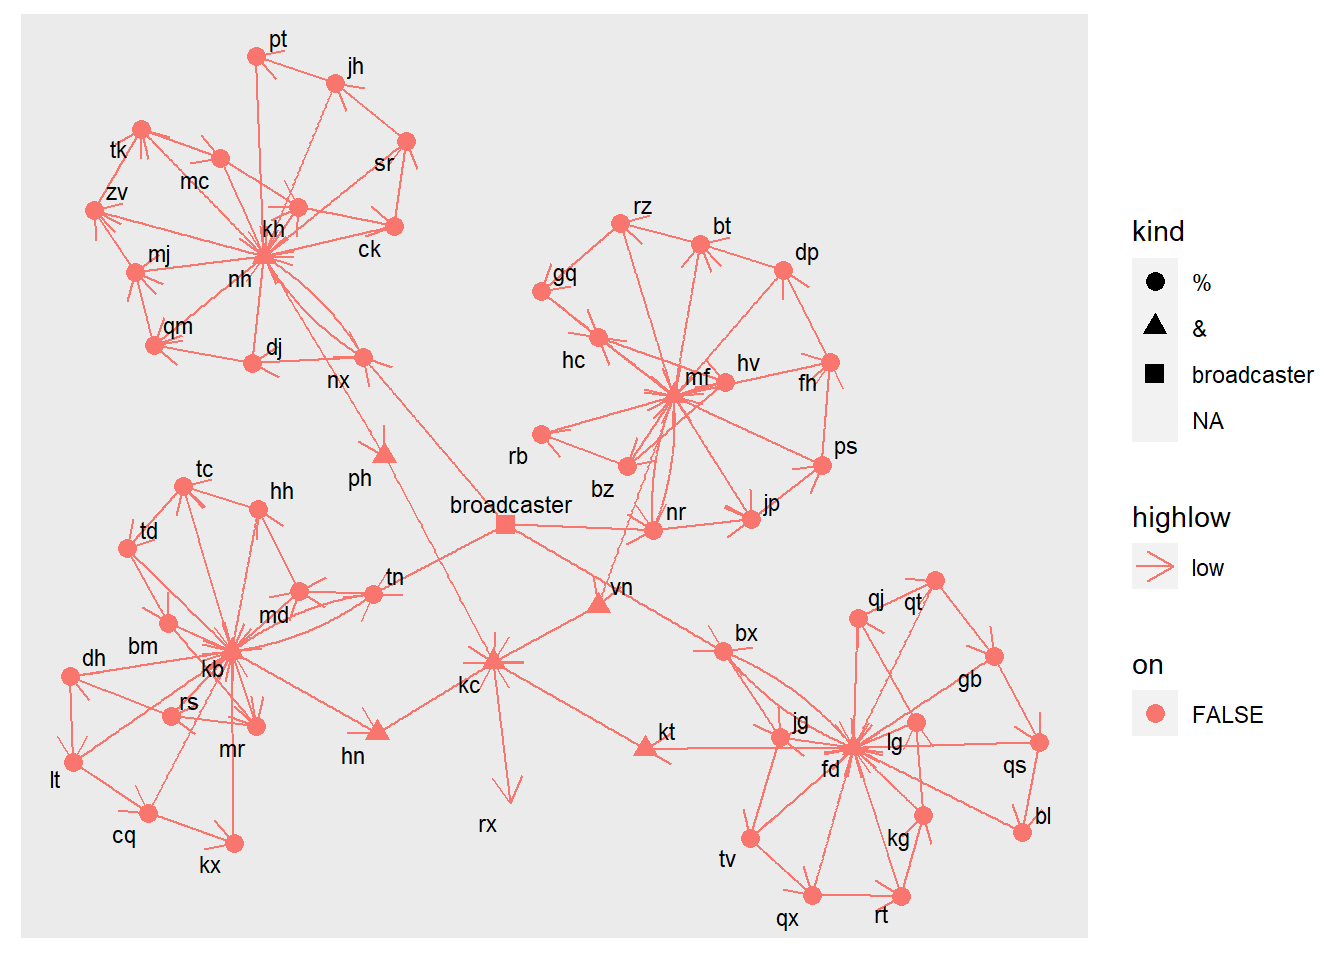 pt
jh
tk
mc
sr
zv
kh
ck
mj
nh
qm
dj
nx
rz
bt
dp
gq
hc
mf
hv
fh
rb
bz
ps
nr
jp
ph
broadcaster
tc
hh
td
tn
md
bm
kb
dh
rs
mr
lt
hn
cq
kx
kc
vn
rx
kt
bx
qj
qt
gb
jg
lg
fd
qs
tv
kg
bl
qx
rt
kind
%
&
broadcaster
NA
highlow
low
on
FALSE